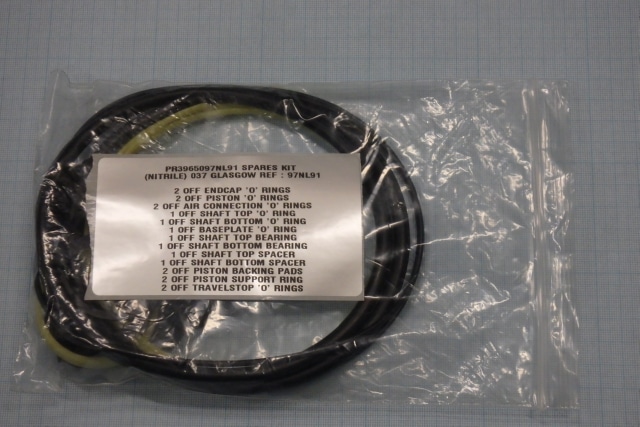 PR3965097NL91 SPARES KIT
(NITRILE) 037 GLASGOW REF : 97NL91
2 OFF ENDCAP 'O' RINGS
2 OFF PISTON 'O' RINGS
2 OFF AIR CONNECTION 'O' RINGS
1 OFF SHAFT TOP 'O' RING
1 OFF SHAFT BOTTOM 'O' RING
1 OFF BASEPLATE 'O' RING
1 OFF SHAFT TOP BEARING
1 OFF SHAFT BOTTOM BEARING
1 OFF SHAFT TOP SPACER
1 OFF SHAFT BOTTOM SPACER
2 OFF PISTON BACKING PADS
2 OFF PISTON SUPPORT RING
2 OFF TRAVELSTOP 'O' RINGS